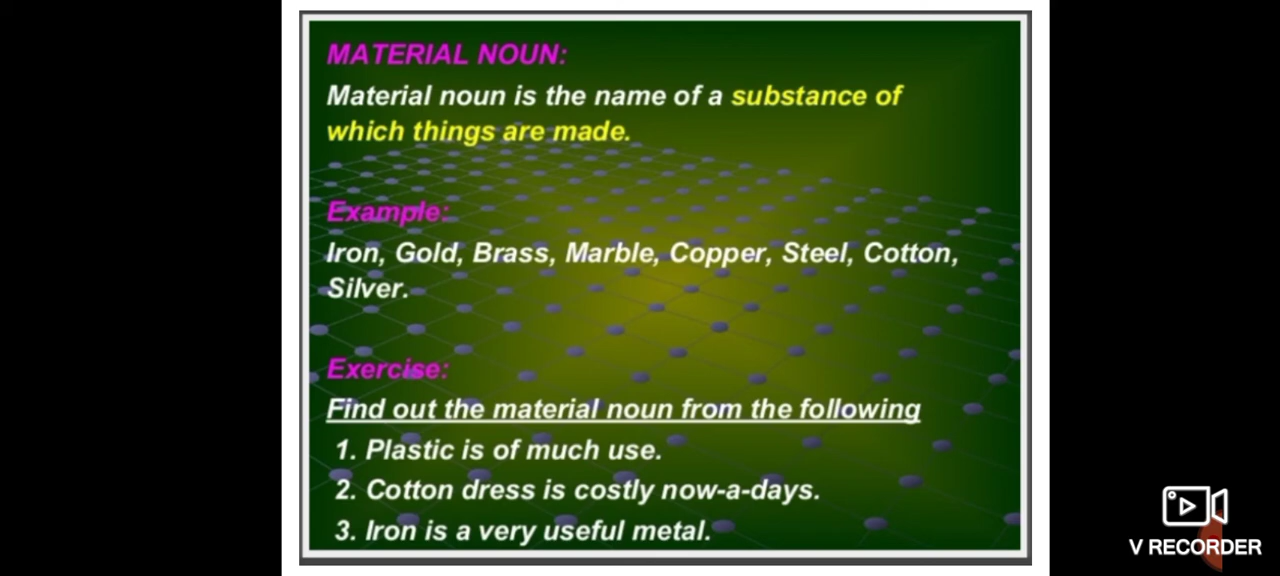 MATERIAL NOUN:
Material noun is the name of a substance of
which things are made.
Example:
Iron, Gold, Brass, Marble, Copper, Steel, Cotton,
Silver.
Exercise:
Find out the material noun from the following
1. Plastic is of much use.
2. Cotton dress is costly now-a-days.
3. Iron is a very useful metal.
V RECORDER